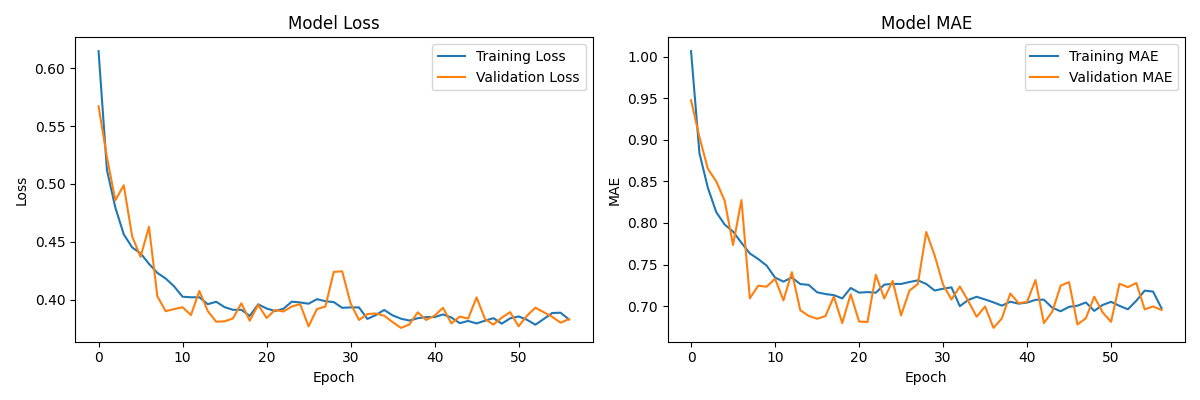 Model Loss
Training Loss
Validation Loss
Loss
0.60
0.55
0.50
0.45
0.40
0
10
20
30
40
50
Epoch
Model MAE
Training MAE
Validation MAE
MAE
1.00
0.95
0.90
0.85
0.80
0.75
0.70
0
10
20
30
40
50
Epoch